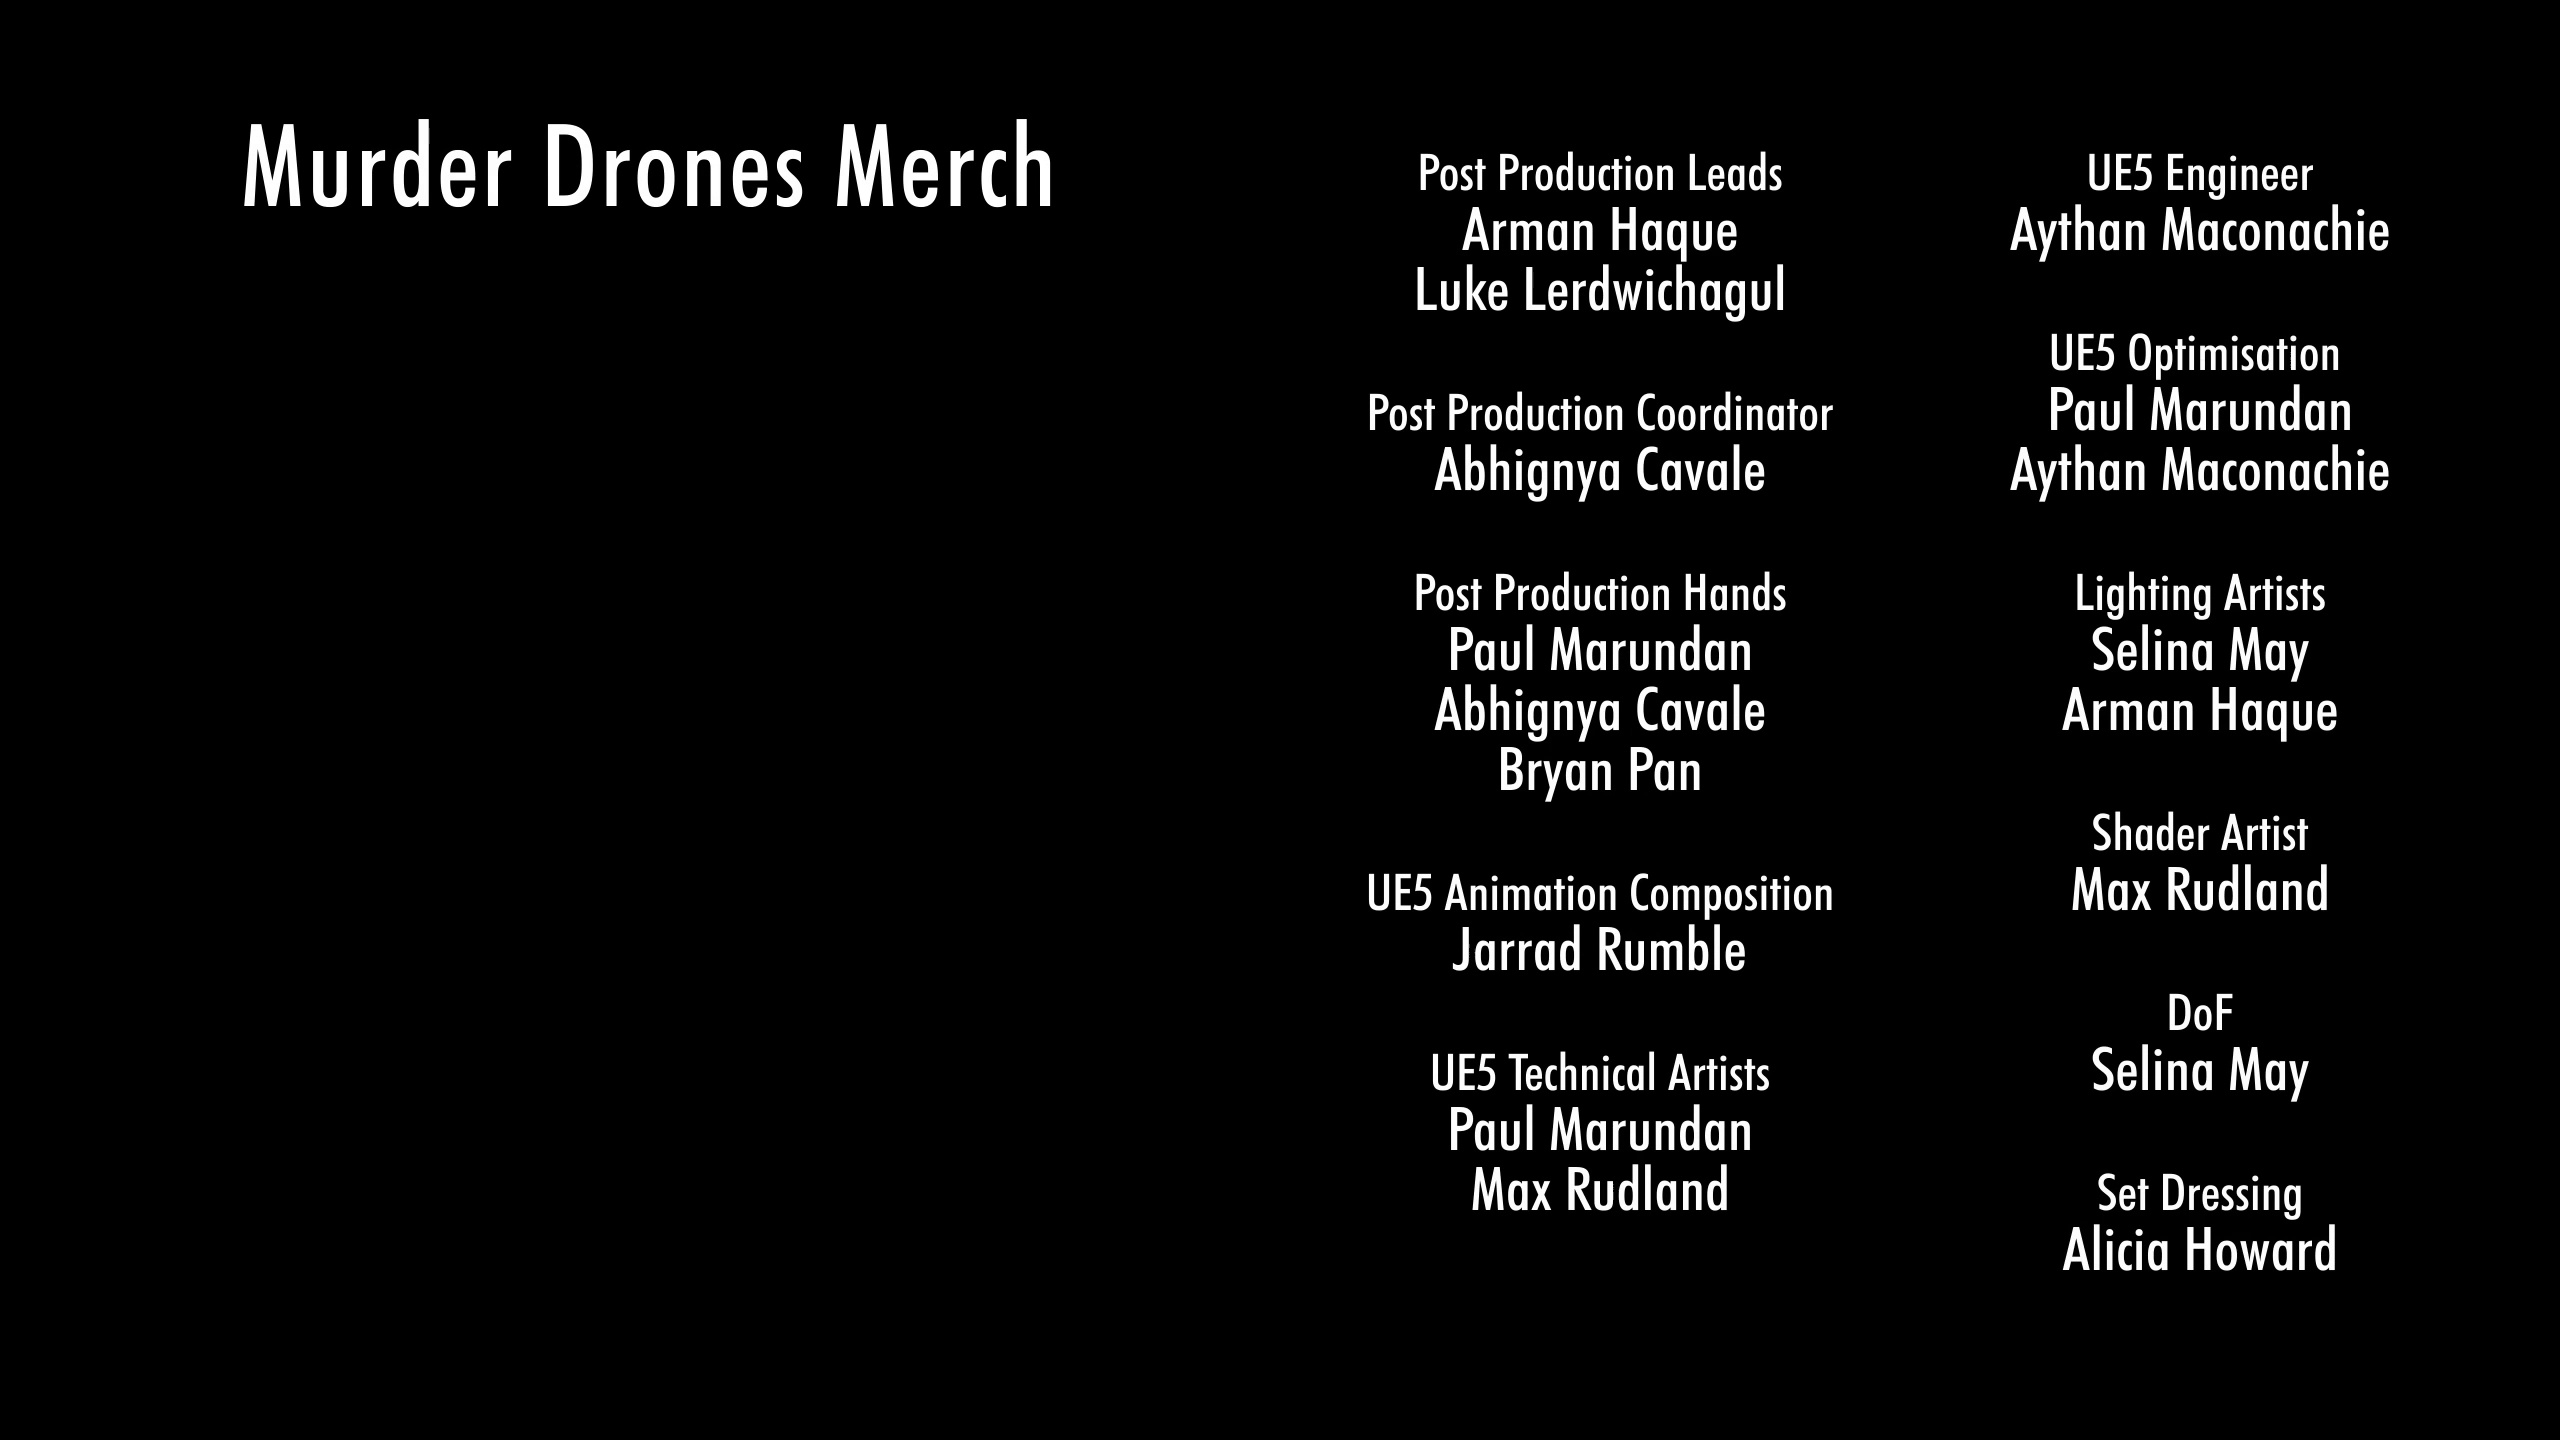 Murder Drones Merch
Post Production Leads
Arman Haque
Luke Lerdwichagul
Post Production Coordinator
Abhignya Cavale
Post Production Hands
Paul Marundan
Abhignya Cavale
Bryan Pan
UE5 Animation Composition
Jarrad Rumble
UE5 Technical Artists
Paul Marundan
Max Rudland
UE5 Engineer
Aythan Maconachie
UE5 Optimisation
Paul Marundan
Aythan Maconachie
Lighting Artists
Selina May
Arman Haque
Shader Artist
Max Rudland
DoF
Selina May
Set Dressing
Alicia Howard